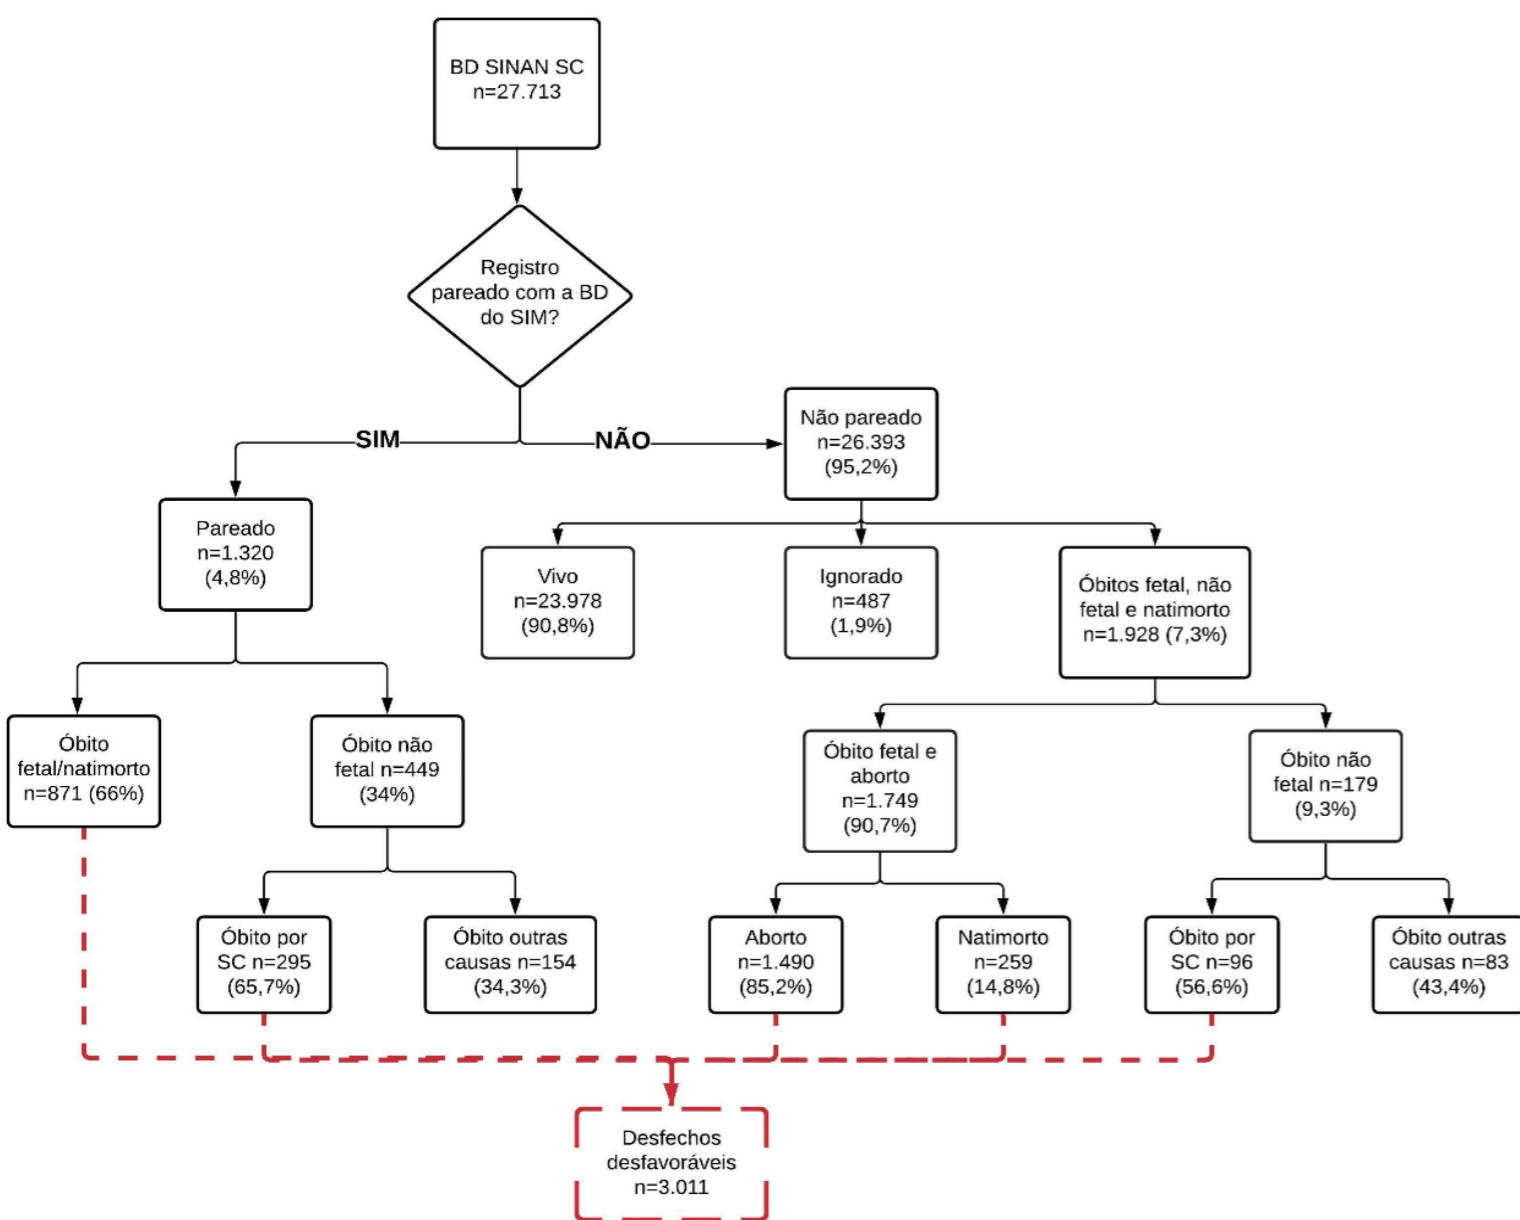 BD SINAN SC
n=27.713
Registro
pareado com a BD
do SIM?
SIM
NÃO
Não pareado
n=26.393
(95,2%)
Pareado
n=1.320
(4,8%)
Vivo
n=23.978
(90,8%)
Ignorado
n=487
(1,9%)
Óbitos fetal, não
fetal e natimorto
n=1.928 (7,3%)
Óbito
fetal/natimorto
n=871 (66%)
Óbito não
fetal n=449
(34%)
Óbito fetal e
aborto
n=1.749
(90,7%)
Óbito não
fetal n=179
(9,3%)
Óbito por
SC n=295
(65,7%)
Óbito outras
causas n=154
(34,3%)
Aborto
n=1.490
(85,2%)
Natimorto
n=259
(14,8%)
Óbito por
SC n=96
(56,6%)
Óbito outras
causas n=83
(43,4%)
Desfechos
desfavoráveis
n=3.011